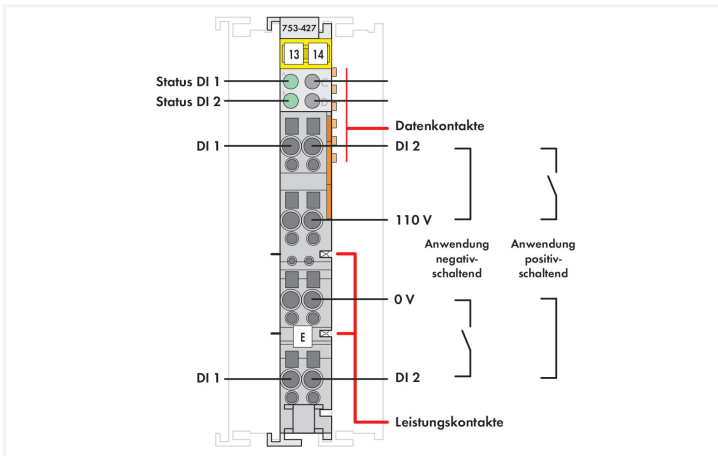 753-427
13 14
Status DI 1
Status DI 2
Datenkontakte
DI 1
DI 2
110 V
Anwendung
negativ-
schaltend
Anwendung
positiv-
schaltend
0 V
E
DI 1
DI 2
Leistungskontakte